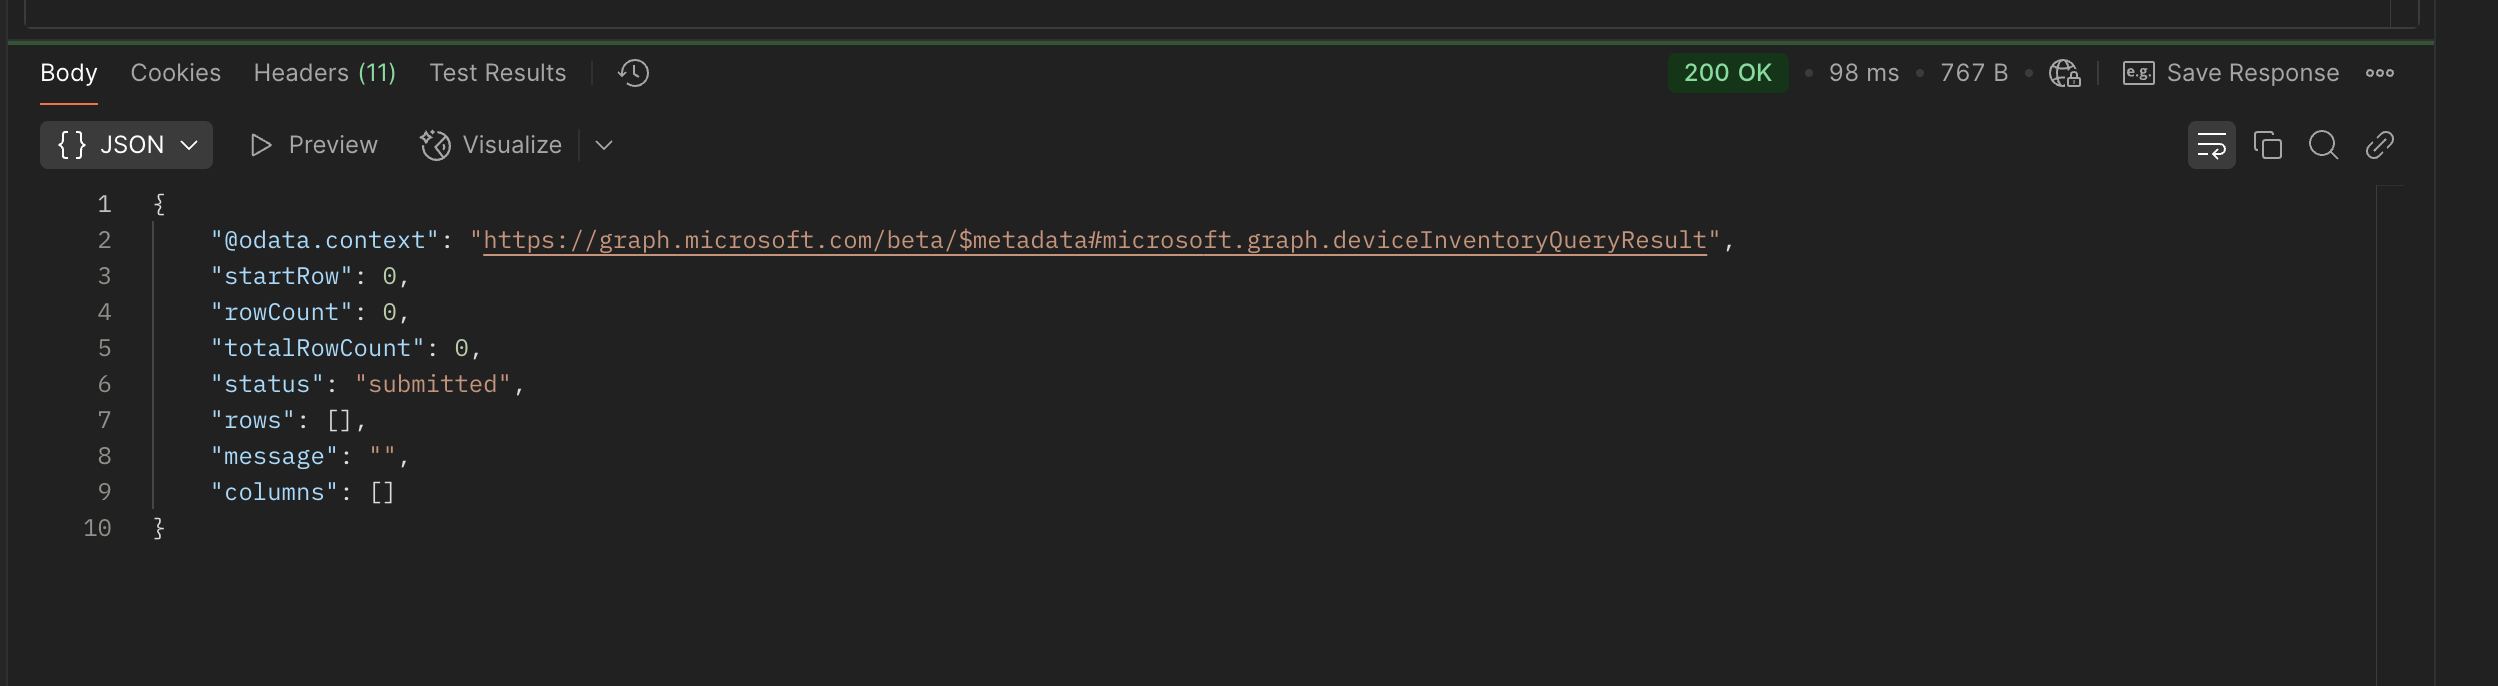 Body Cookies Headers (11) Test Results 200 OK • 98 ms • 767 B • e.g. Save Response
{ } JSON Preview Visualize
1 {
2 "@odata.context": "https://graph.microsoft.com/beta/$metadata#microsoft.graph.deviceInventoryQueryResult",
3 "startRow": 0,
4 "rowCount": 0,
5 "totalRowCount": 0,
6 "status": "submitted",
7 "rows": [],
8 "message": "",
9 "columns": []
10 }